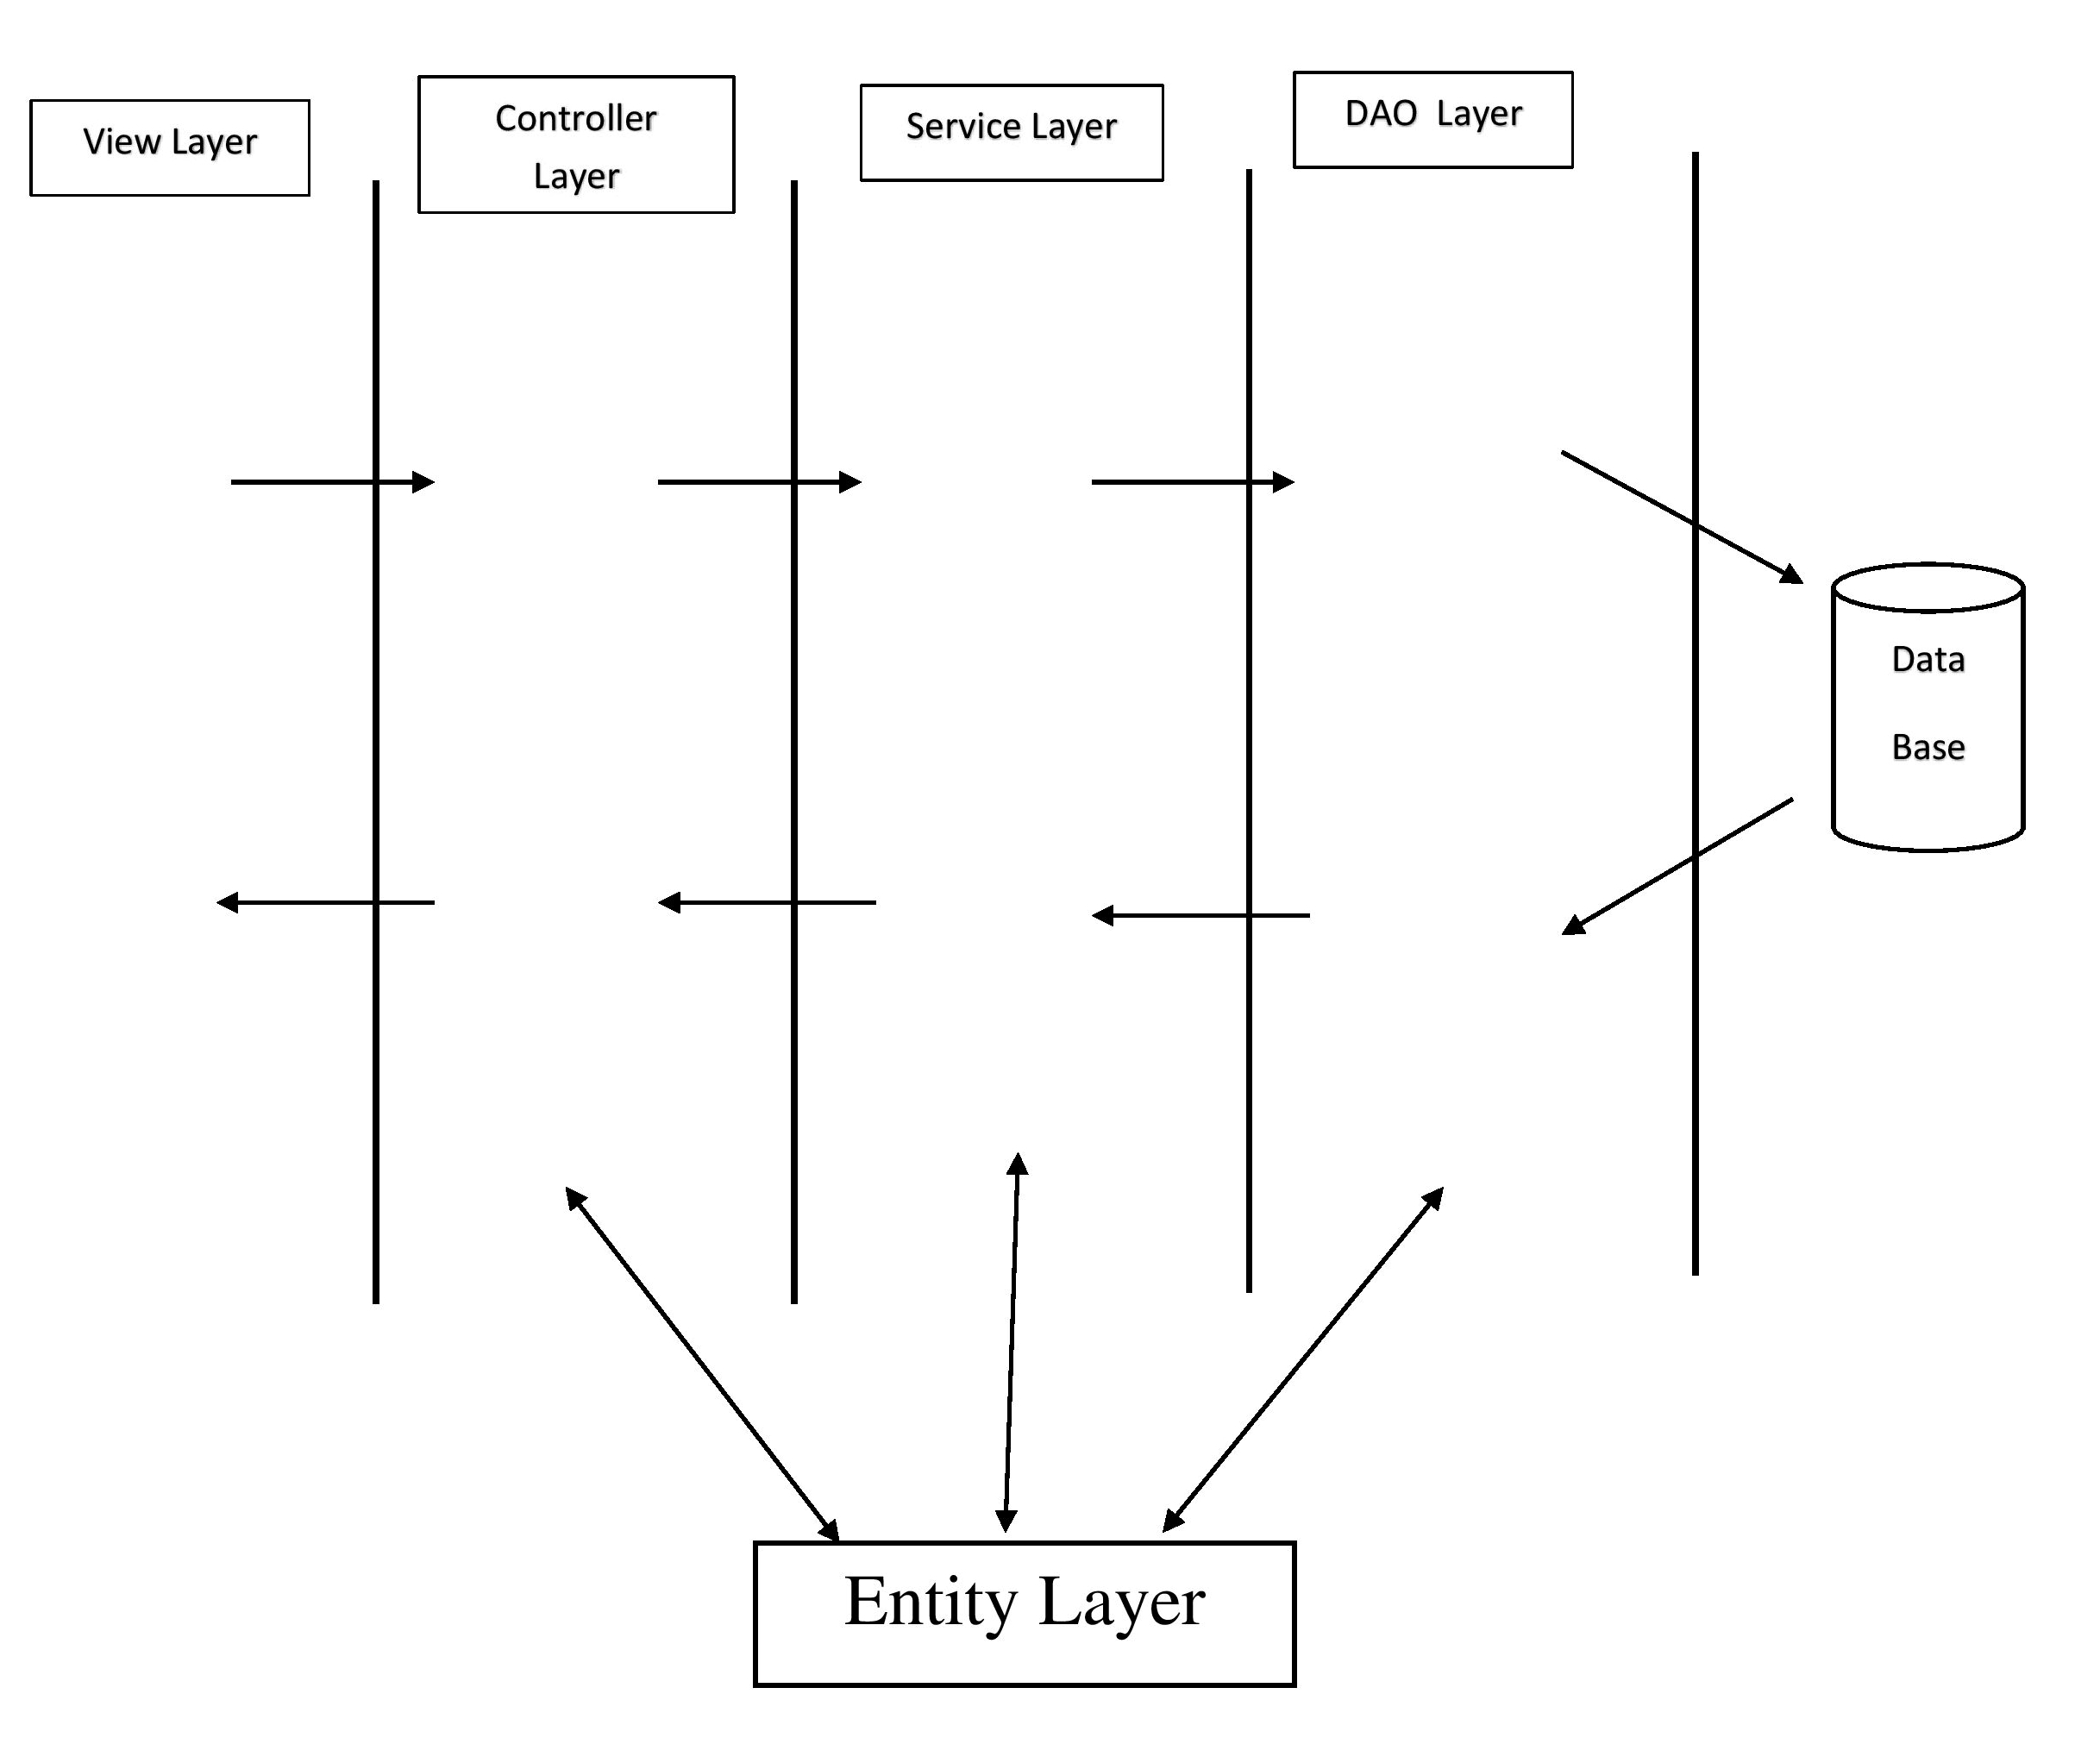 View Layer
Controller
Layer
Service Layer
DAO  Layer
Data
Base
Entity Layer